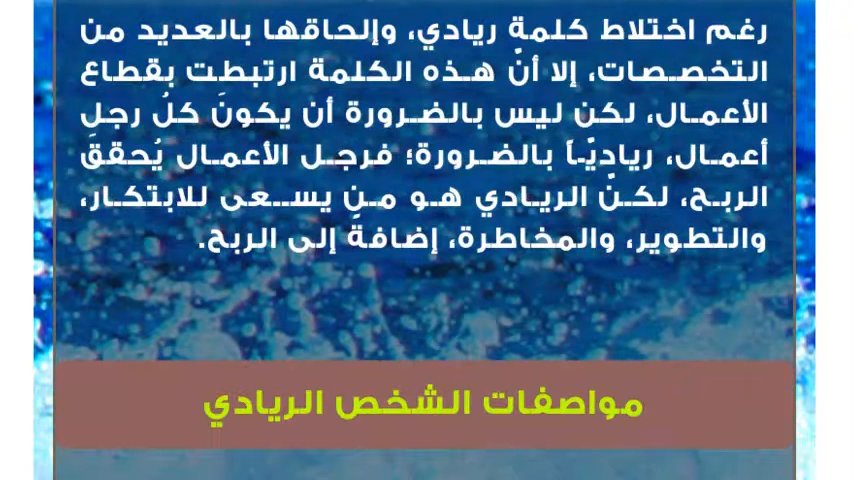 رغم اختلاط كلمة ريادي، وإلحاقها بالعديد من
التخصصات، إلا أنّ هذه الكلمة ارتبطت بقطاع
الأعمال، لكن ليس بالضرورة أن يكونَ كلُ رجلِ
أعمال، رياديًّا بالضرورة؛ فرجل الأعمال يُحققَ
الربح، لكنّ الريادي هو من يسعى للابتكار،
والتطوير، والمخاطرة، إضافةً إلى الربح.
مواصفات الشخص الريادي